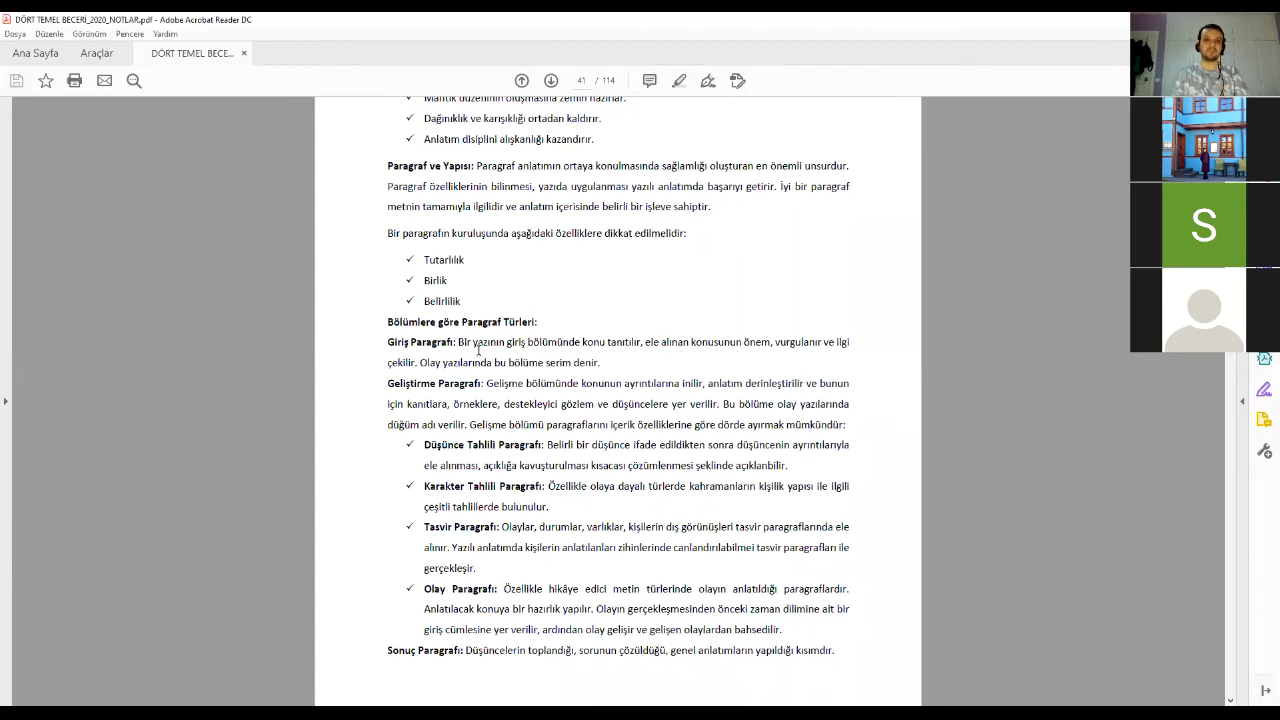 DÖRT TEMEL BECERİ_2020_NOTLAR.pdf - Adobe Acrobat Reader DC
Dosya Düzenle Görünüm Pencere Yardım
Ana Sayfa Araçlar DÖRT TEMEL BECE... ×
41 / 114
Mantık düzeninin oluşmasına zemin hazırlar.
✓ Dağınıklık ve karışıklığı ortadan kaldırır.
✓ Anlatım disiplini alışkanlığı kazandırır.
Paragraf ve Yapısı: Paragraf anlatımın ortaya konulmasında sağlamlığı oluşturan en önemli unsurdur.
Paragraf özelliklerinin bilinmesi, yazıda uygulanması yazılı anlatımda başarıyı getirir. İyi bir paragraf
metnin tamamıyla ilgilidir ve anlatım içerisinde belirli bir işleve sahiptir.
Bir paragrafın kuruluşunda aşağıdaki özelliklere dikkat edilmelidir:
✓ Tutarlılık
✓ Birlik
✓ Belirlilik
Bölümlere göre Paragraf Türleri:
Giriş Paragrafı: Bir yazının giriş bölümünde konu tanıtılır, ele alınan konusunun önem, vurgulanır ve ilgi
çekilir. Olay yazılarında bu bölüme serim denir.
Geliştirme Paragrafı: Gelişme bölümünde konunun ayrıntılarına inilir, anlatım derinleştirilir ve bunun
için kanıtlara, örneklere, destekleyici gözlem ve düşüncelere yer verilir. Bu bölüme olay yazılarında
düğüm adı verilir. Gelişme bölümü paragraflarını içerik özelliklerine göre dörde ayırmak mümkündür:
✓ Düşünce Tahlili Paragrafı: Belirli bir düşünce ifade edildikten sonra düşüncenin ayrıntılarıyla
ele alınması, açıklığa kavuşturulması kısacası çözümlenmesi şeklinde açıklanbilir.
✓ Karakter Tahlili Paragrafı: Özellikle olaya dayalı türlerde kahramanların kişilik yapısı ile ilgili
çeşitli tahlillerde bulunulur.
✓ Tasvir Paragrafı: Olaylar, durumlar, varlıklar, kişilerin dış görünüşleri tasvir paragraflarında ele
alınır. Yazılı anlatımda kişilerin anlatılanları zihinlerinde canlandırılabilmei tasvir paragrafları ile
gerçekleşir.
✓ Olay Paragrafı: Özellikle hikâye edici metin türlerinde olayın anlatıldığı paragraflardır.
Anlatılacak konuya bir hazırlık yapılır. Olayın gerçekleşmesinden önceki zaman dilimine ait bir
giriş cümlesine yer verilir, ardından olay gelişir ve gelişen olaylardan bahsedilir.
Sonuç Paragrafı: Düşüncelerin toplandığı, sorunun çözüldüğü, genel anlatımların yapıldığı kısımdır.
S